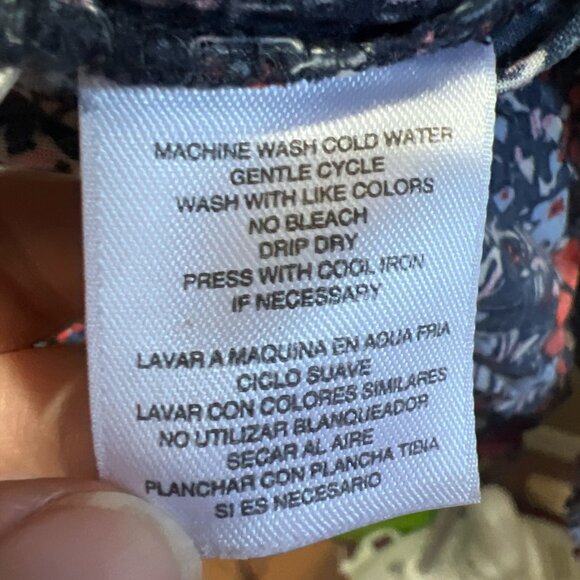 MACHINE WASH COLD WATER
GENTLE CYCLE
WASH WITH LIKE COLORS
NO BLEACH
DRIP DRY
PRESS WITH COOL IRON
IF NECESSARY
LAVAR A MAQUINA EN AGUA FRIA
CICLO SUAVE
LAVAR CON COLORES SIMILARES
NO UTILIZAR BLANQUEADOR
SECAR AL AIRE
PLANCHAR CON PLANCHA TIBIA
SI ES NECESARIO